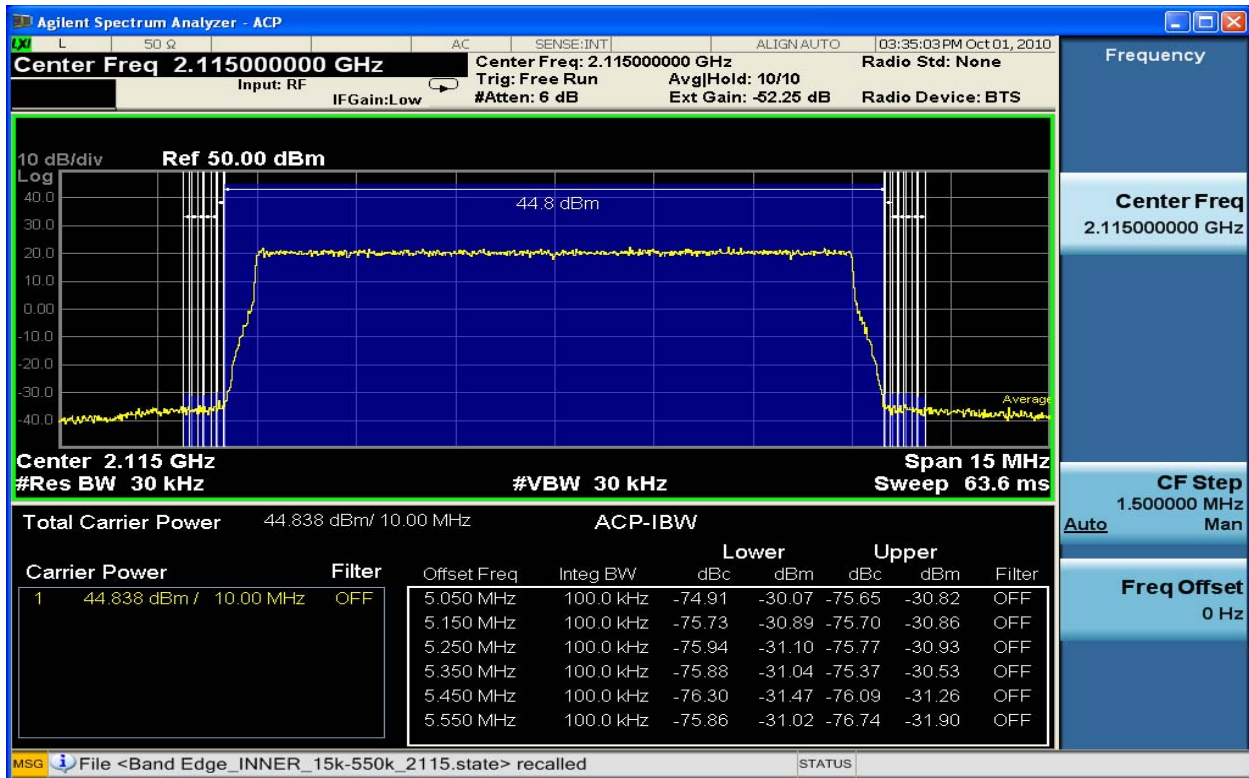 Agilent Spectrum Analyzer - ACP
LXI L 50 Ω AC SENSE:INT ALIGN AUTO 03:35:03 PM Oct 01, 2010
Center Freq 2.115000000 GHz
Input: RF
IFGain:Low
Center Freq: 2.115000000 GHz
Trig: Free Run Avg|Hold: 10/10
#Atten: 6 dB Ext Gain: -52.25 dB
Radio Std: None
Radio Device: BTS
10 dB/div Ref 50.00 dBm
Log
40.0
30.0
20.0
10.0
0.00
-10.0
-20.0
-30.0
-40.0
44.8 dBm
Average
Center 2.115 GHz Span 15 MHz
#Res BW 30 kHz #VBW 30 kHz Sweep 63.6 ms
Total Carrier Power 44.838 dBm/ 10.00 MHz ACP-IBW
Lower Upper
Carrier Power Filter
Offset Freq Integ BW dBc dBm dBc dBm Filter
1 44.838 dBm / 10.00 MHz OFF
5.050 MHz 100.0 kHz -74.91 -30.07 -75.65 -30.82 OFF
5.150 MHz 100.0 kHz -75.73 -30.89 -75.70 -30.86 OFF
5.250 MHz 100.0 kHz -75.94 -31.10 -75.77 -30.93 OFF
5.350 MHz 100.0 kHz -75.88 -31.04 -75.37 -30.53 OFF
5.450 MHz 100.0 kHz -76.30 -31.47 -76.09 -31.26 OFF
5.550 MHz 100.0 kHz -75.86 -31.02 -76.74 -31.90 OFF
MSG File <Band Edge_INNER_15k-550k_2115.state> recalled STATUS
Frequency
Center Freq
2.115000000 GHz
CF Step
1.500000 MHz
Auto Man
Freq Offset
0 Hz